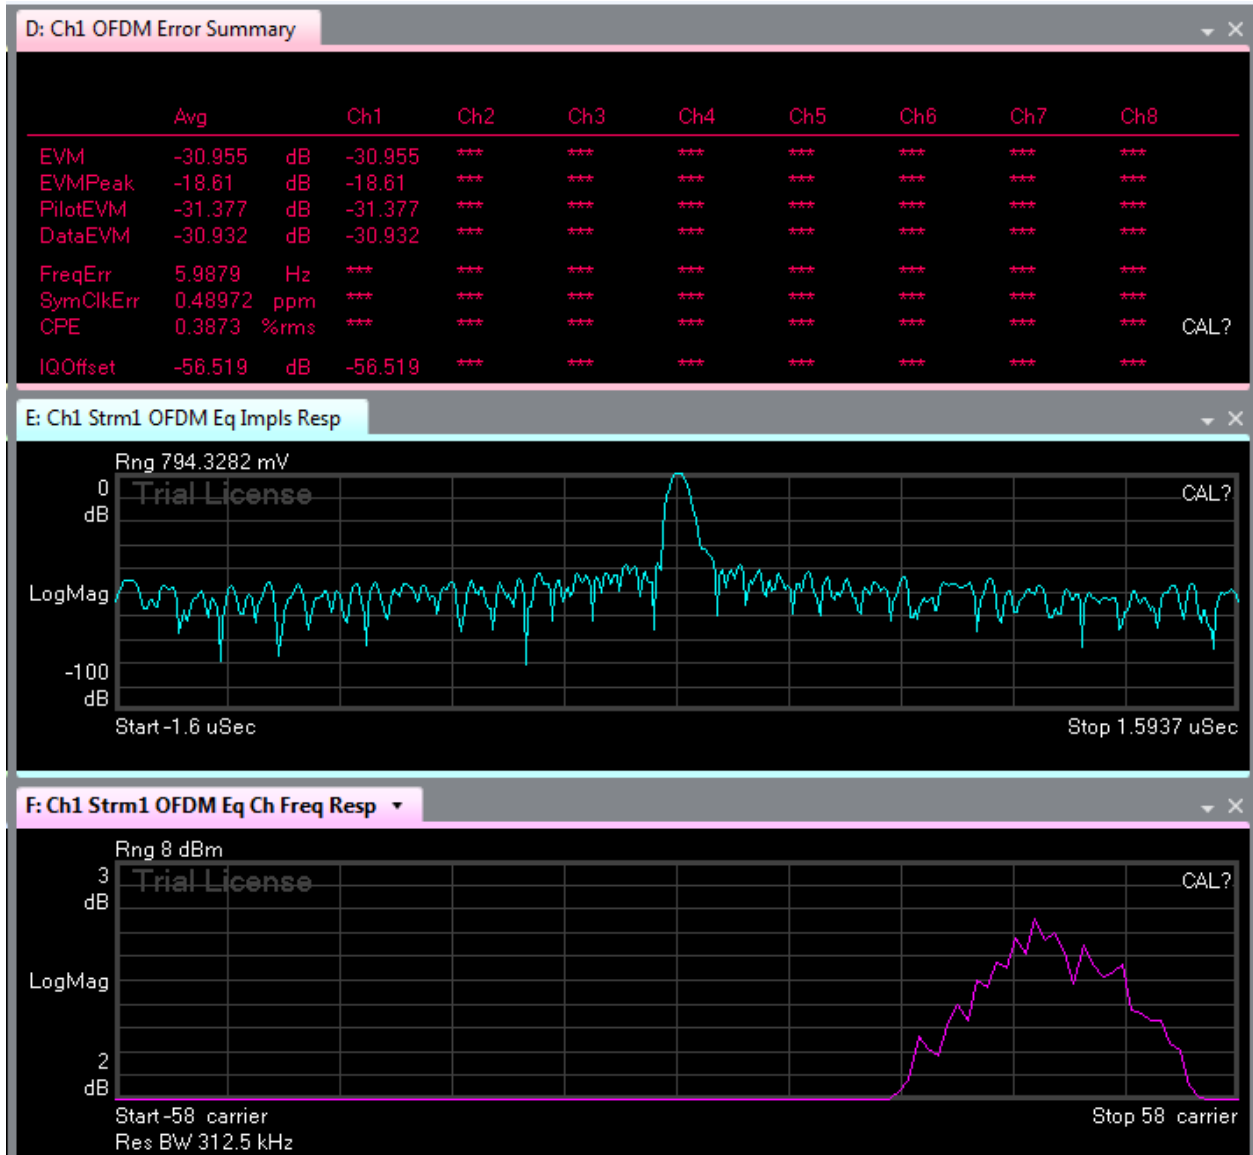 D: Ch1 OFDM Error Summary
Avg Ch1 Ch2 Ch3 Ch4 Ch5 Ch6 Ch7 Ch8
EVM -30.955 dB -30.955 *** *** *** *** *** *** ***
EVMPeak -18.61 dB -18.61 *** *** *** *** *** *** ***
PilotEVM -31.377 dB -31.377 *** *** *** *** *** *** ***
DataEVM -30.932 dB -30.932 *** *** *** *** *** *** ***
FreqErr 5.9879 Hz *** *** *** *** *** *** *** ***
SymClkErr 0.48972 ppm *** *** *** *** *** *** *** ***
CPE 0.3873 %rms *** *** *** *** *** *** *** *** CAL?
IQOffset -56.519 dB -56.519 *** *** *** *** *** *** ***
E: Ch1 Strm1 OFDM Eq Impls Resp
Rng 794.3282 mV
0 Trial License CAL?
dB
LogMag
-100
dB
Start -1.6 uSec Stop 1.5937 uSec
F: Ch1 Strm1 OFDM Eq Ch Freq Resp
Rng 8 dBm
3 Trial License CAL?
dB
LogMag
2
dB
Start -58 carrier Stop 58 carrier
Res BW 312.5 kHz